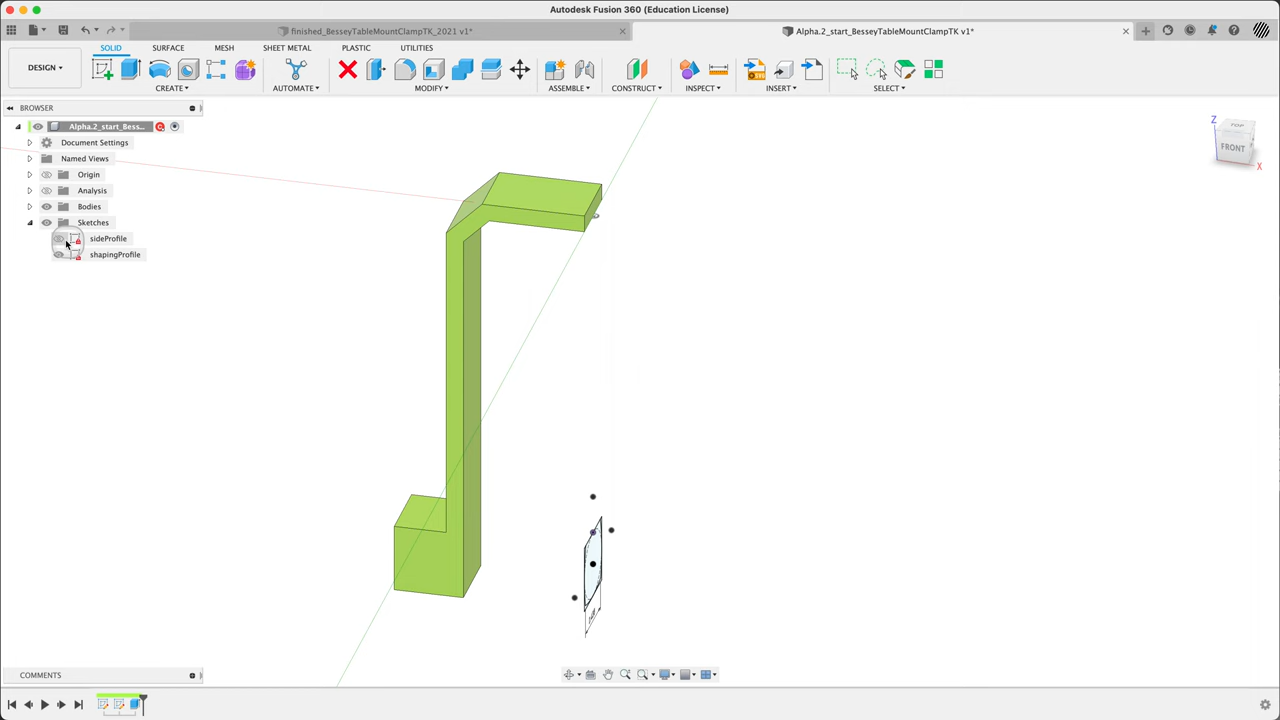 Autodesk Fusion 360 (Education License)
finished_BesseyTableMountClampTK_2021 v1*
Alpha.2_start_BesseyTableMountClampTK v1*
SOLID SURFACE MESH SHEET METAL PLASTIC UTILITIES
DESIGN
CREATE AUTOMATE MODIFY ASSEMBLE CONSTRUCT INSPECT INSERT SELECT
BROWSER
Alpha.2_start_Bess...
Document Settings
Named Views
Origin
Analysis
Bodies
Sketches
sideProfile
shapingProfile
Z
TOP
FRONT
X
COMMENTS